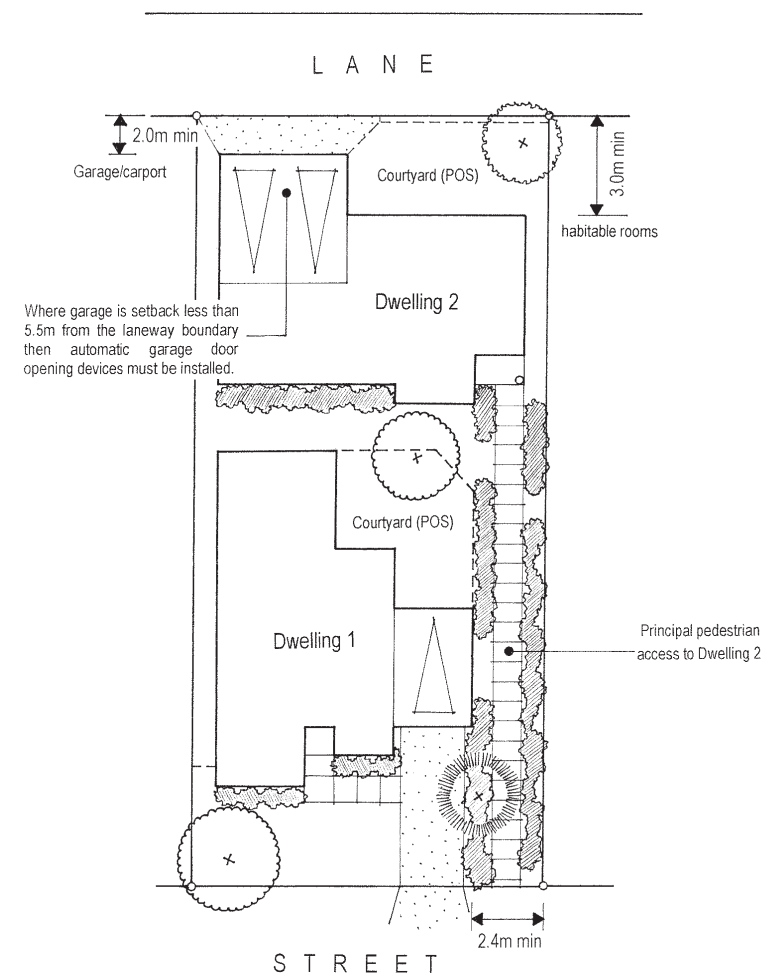 LANE
2.0m min
Garage/carport
Courtyard (POS)
3.0m min
habitable rooms
Dwelling 2
Where garage is setback less than
5.5m from the laneway boundary
then automatic garage door
opening devices must be installed.
Courtyard (POS)
Dwelling 1
Principal pedestrian
access to Dwelling 2
2.4m min
STREET